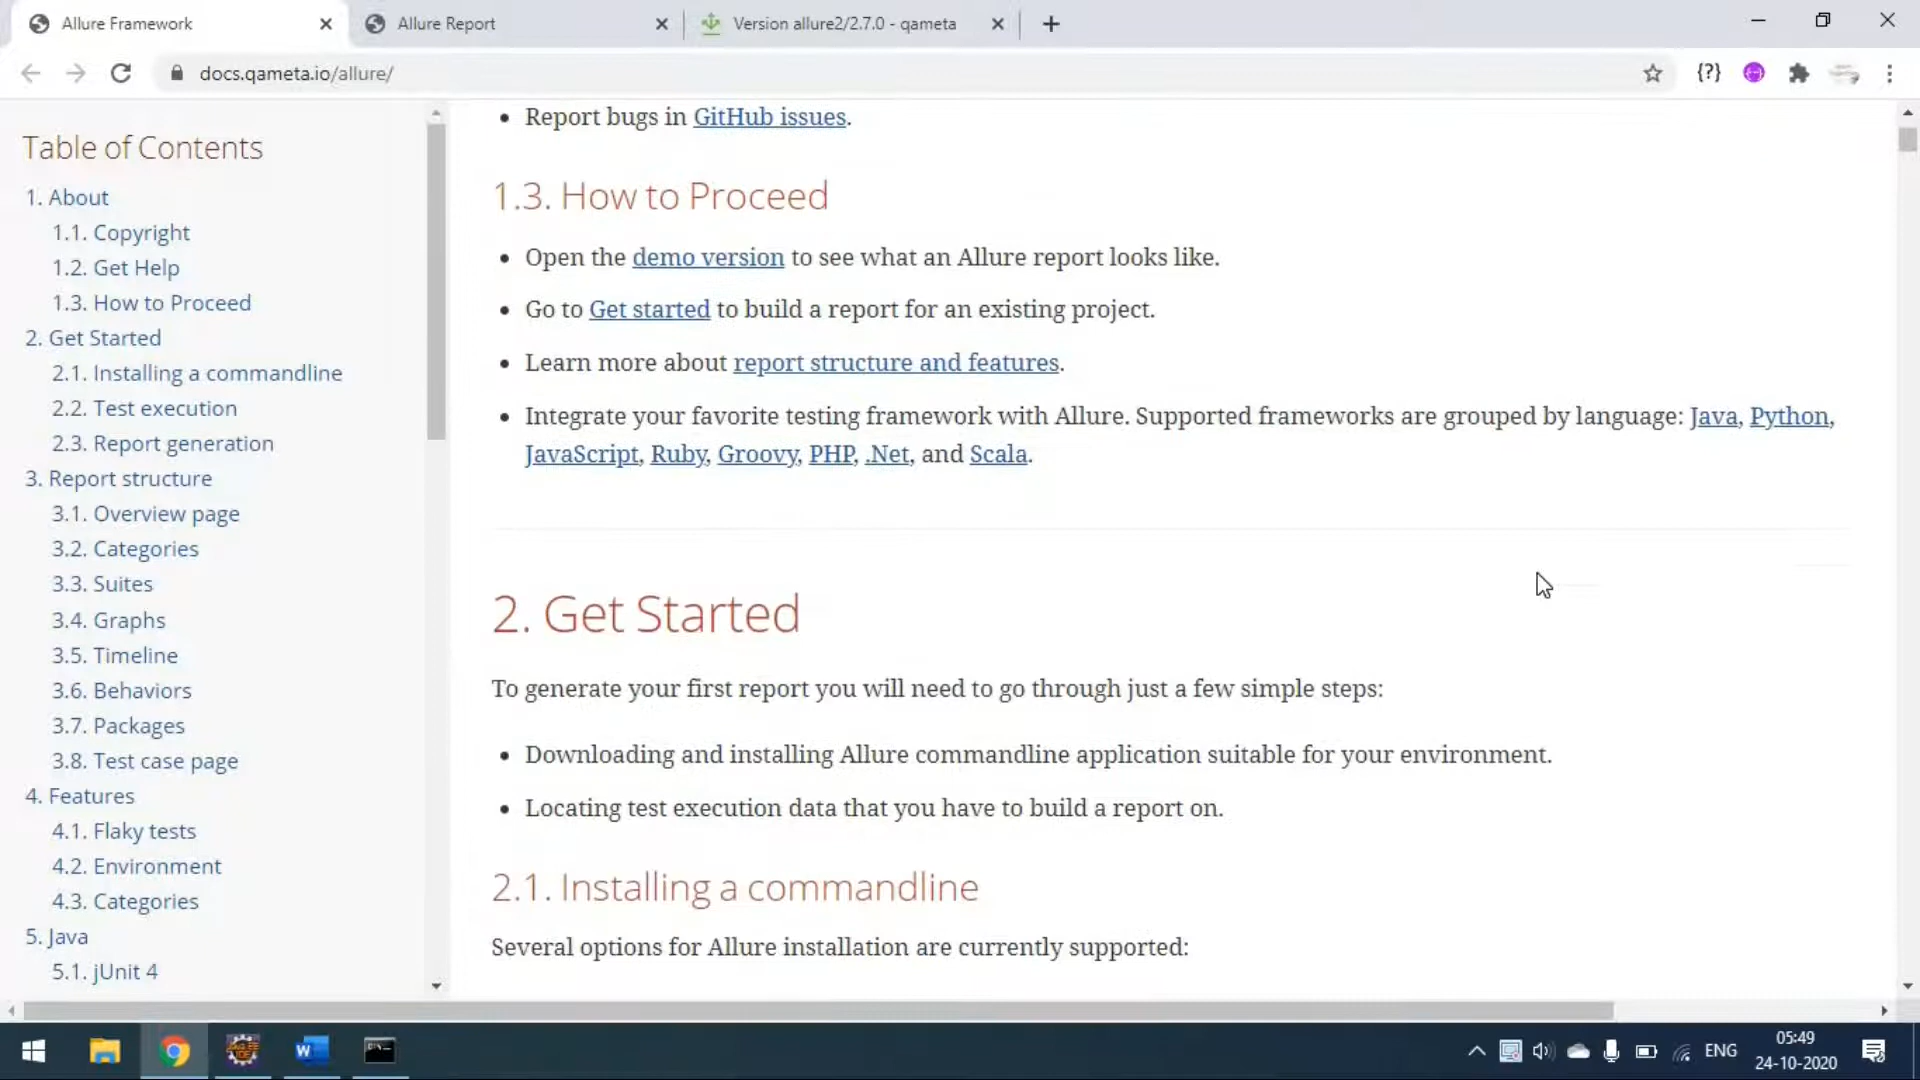 Allure Framework
Allure Report
Version allure2/2.7.0 - qameta
docs.qameta.io/allure/
{?}
Table of Contents
1. About
1.1. Copyright
1.2. Get Help
1.3. How to Proceed
2. Get Started
2.1. Installing a commandline
2.2. Test execution
2.3. Report generation
3. Report structure
3.1. Overview page
3.2. Categories
3.3. Suites
3.4. Graphs
3.5. Timeline
3.6. Behaviors
3.7. Packages
3.8. Test case page
4. Features
4.1. Flaky tests
4.2. Environment
4.3. Categories
5. Java
5.1. jUnit 4
• Report bugs in GitHub issues.
1.3. How to Proceed
• Open the demo version to see what an Allure report looks like.
• Go to Get started to build a report for an existing project.
• Learn more about report structure and features.
• Integrate your favorite testing framework with Allure. Supported frameworks are grouped by language: Java, Python,
JavaScript, Ruby, Groovy, PHP, .Net, and Scala.
2. Get Started
To generate your first report you will need to go through just a few simple steps:
• Downloading and installing Allure commandline application suitable for your environment.
• Locating test execution data that you have to build a report on.
2.1. Installing a commandline
Several options for Allure installation are currently supported:
ENG
05:49
24-10-2020